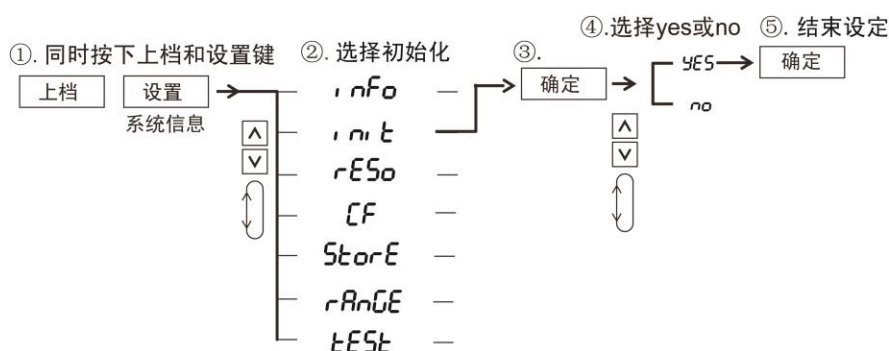 ④.选择yes或no ⑤. 结束设定
①. 同时按下上档和设置键 ②. 选择初始化 ③.
上档 设置 确定 YES 确定
系统信息 no
info
init
rESo
CF
StorE
rAnGE
tESt